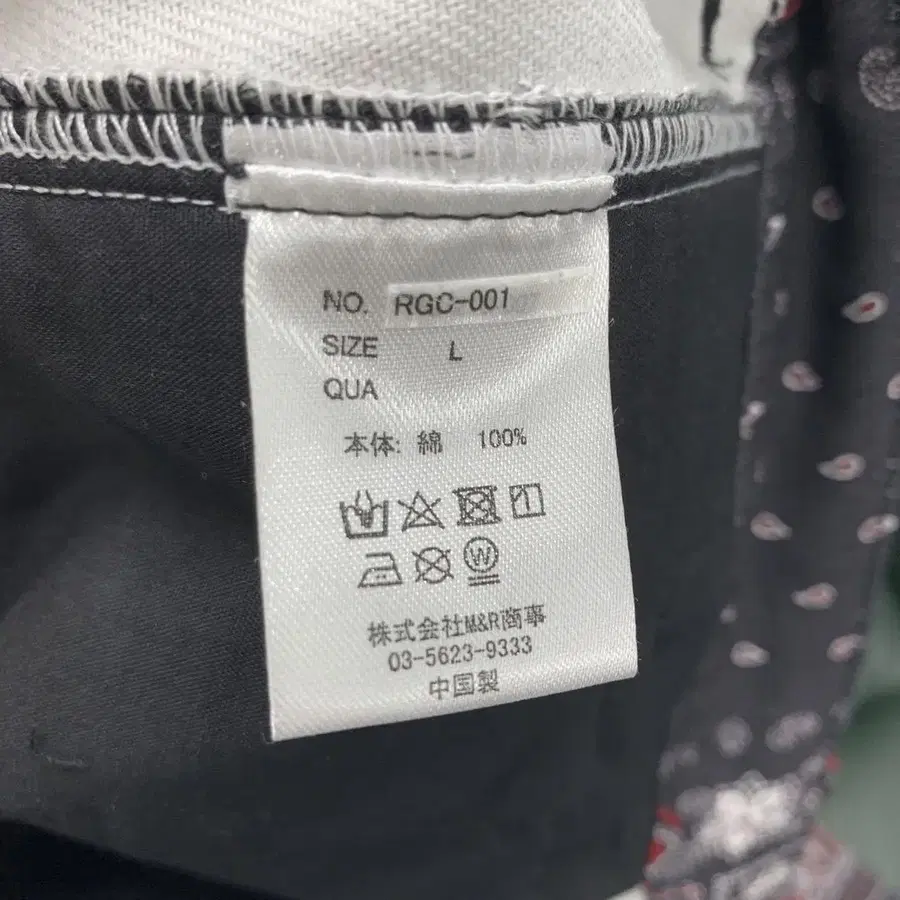 NO. RGC-001
SIZE L
QUA
本体: 綿 100%
W
株式会社M&R商事
03-5623-9333
中国製